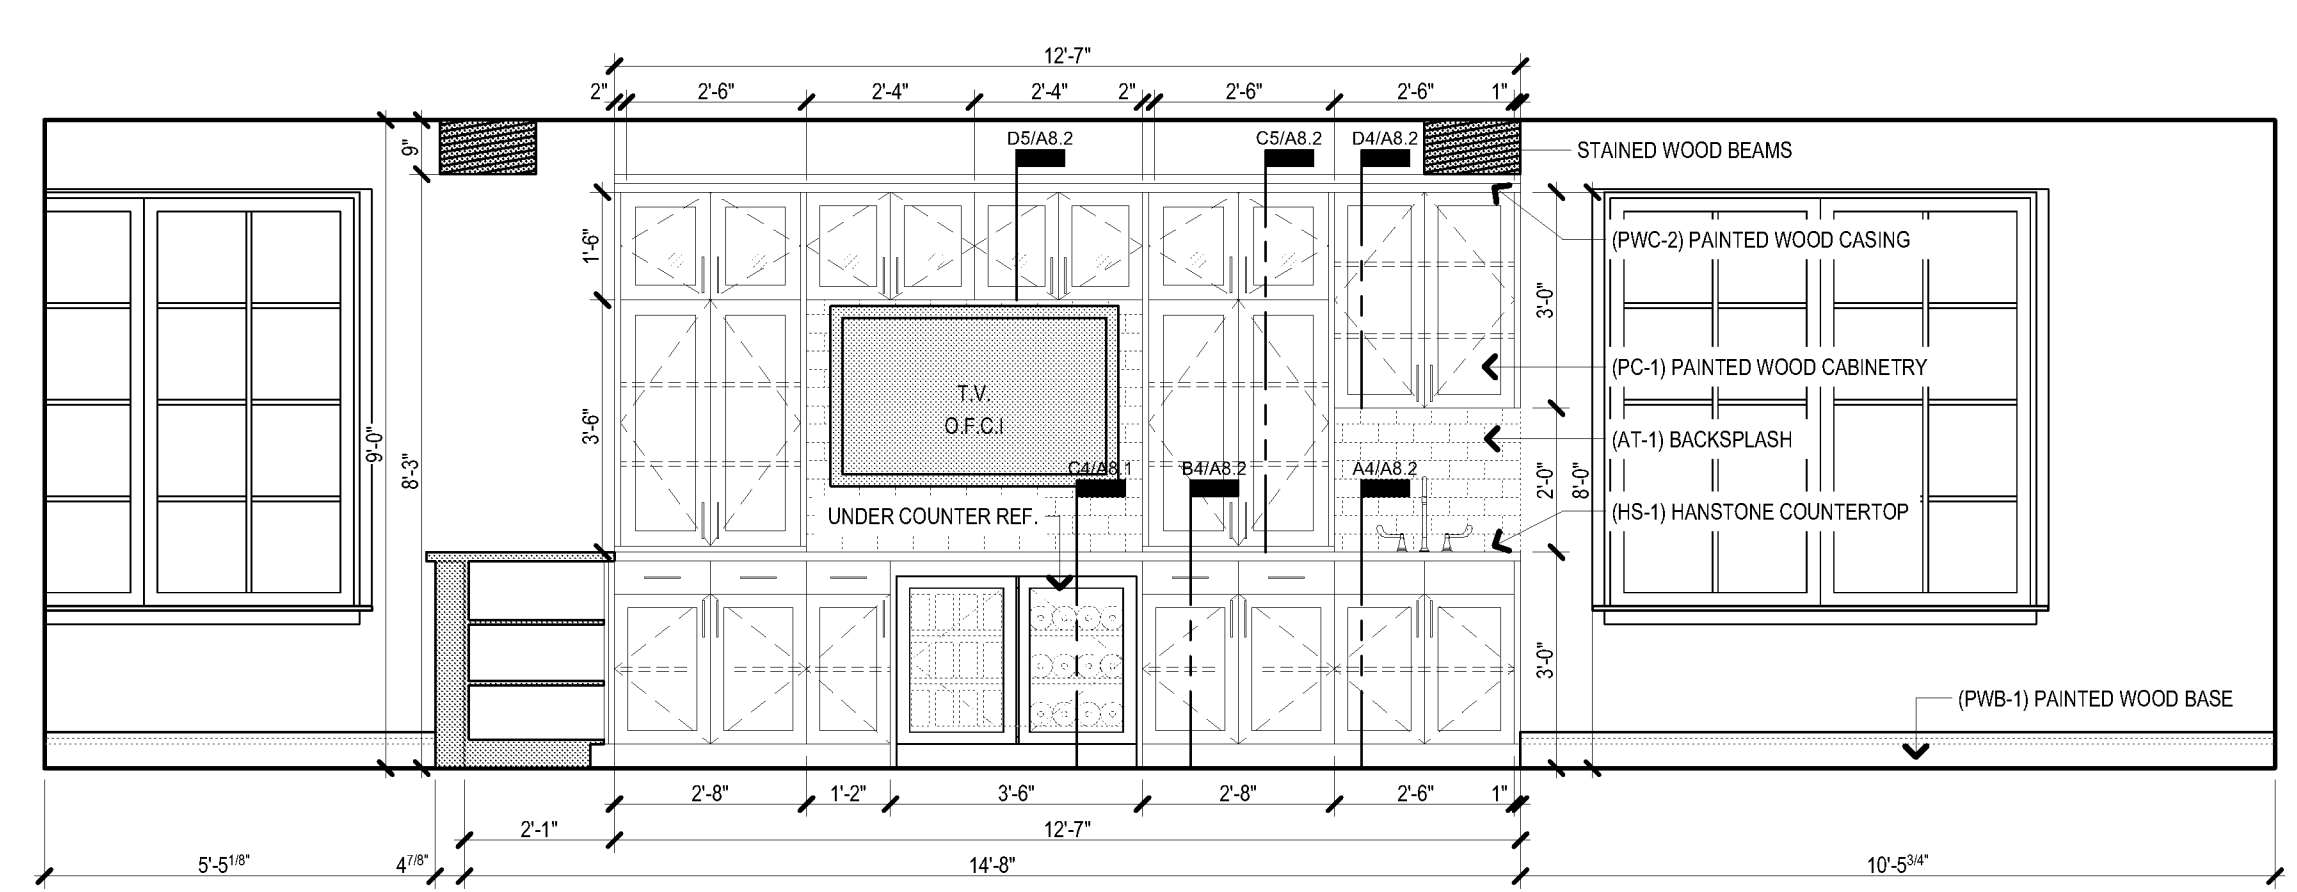 12'-7"
2" 2'-6" 2'-4" 2'-4" 2" 2'-6" 2'-6" 1"
D5/A8.2 C5/A8.2 D4/A8.2
9"
STAINED WOOD BEAMS
1'-6"
(PWC-2) PAINTED WOOD CASING
3'-0"
(PC-1) PAINTED WOOD CABINETRY
T.V.
O.F.C.I
3'-6"
9'-0"
8'-3"
(AT-1) BACKSPLASH
C4/A8.1 B4/A8.2 A4/A8.2
2'-0"
8'-0"
UNDER COUNTER REF.
(HS-1) HANSTONE COUNTERTOP
3'-0"
(PWB-1) PAINTED WOOD BASE
2'-8" 1'-2" 3'-6" 2'-8" 2'-6" 1"
2'-1" 12'-7"
5'-5 1/8" 4 7/8" 14'-8" 10'-5 3/4"